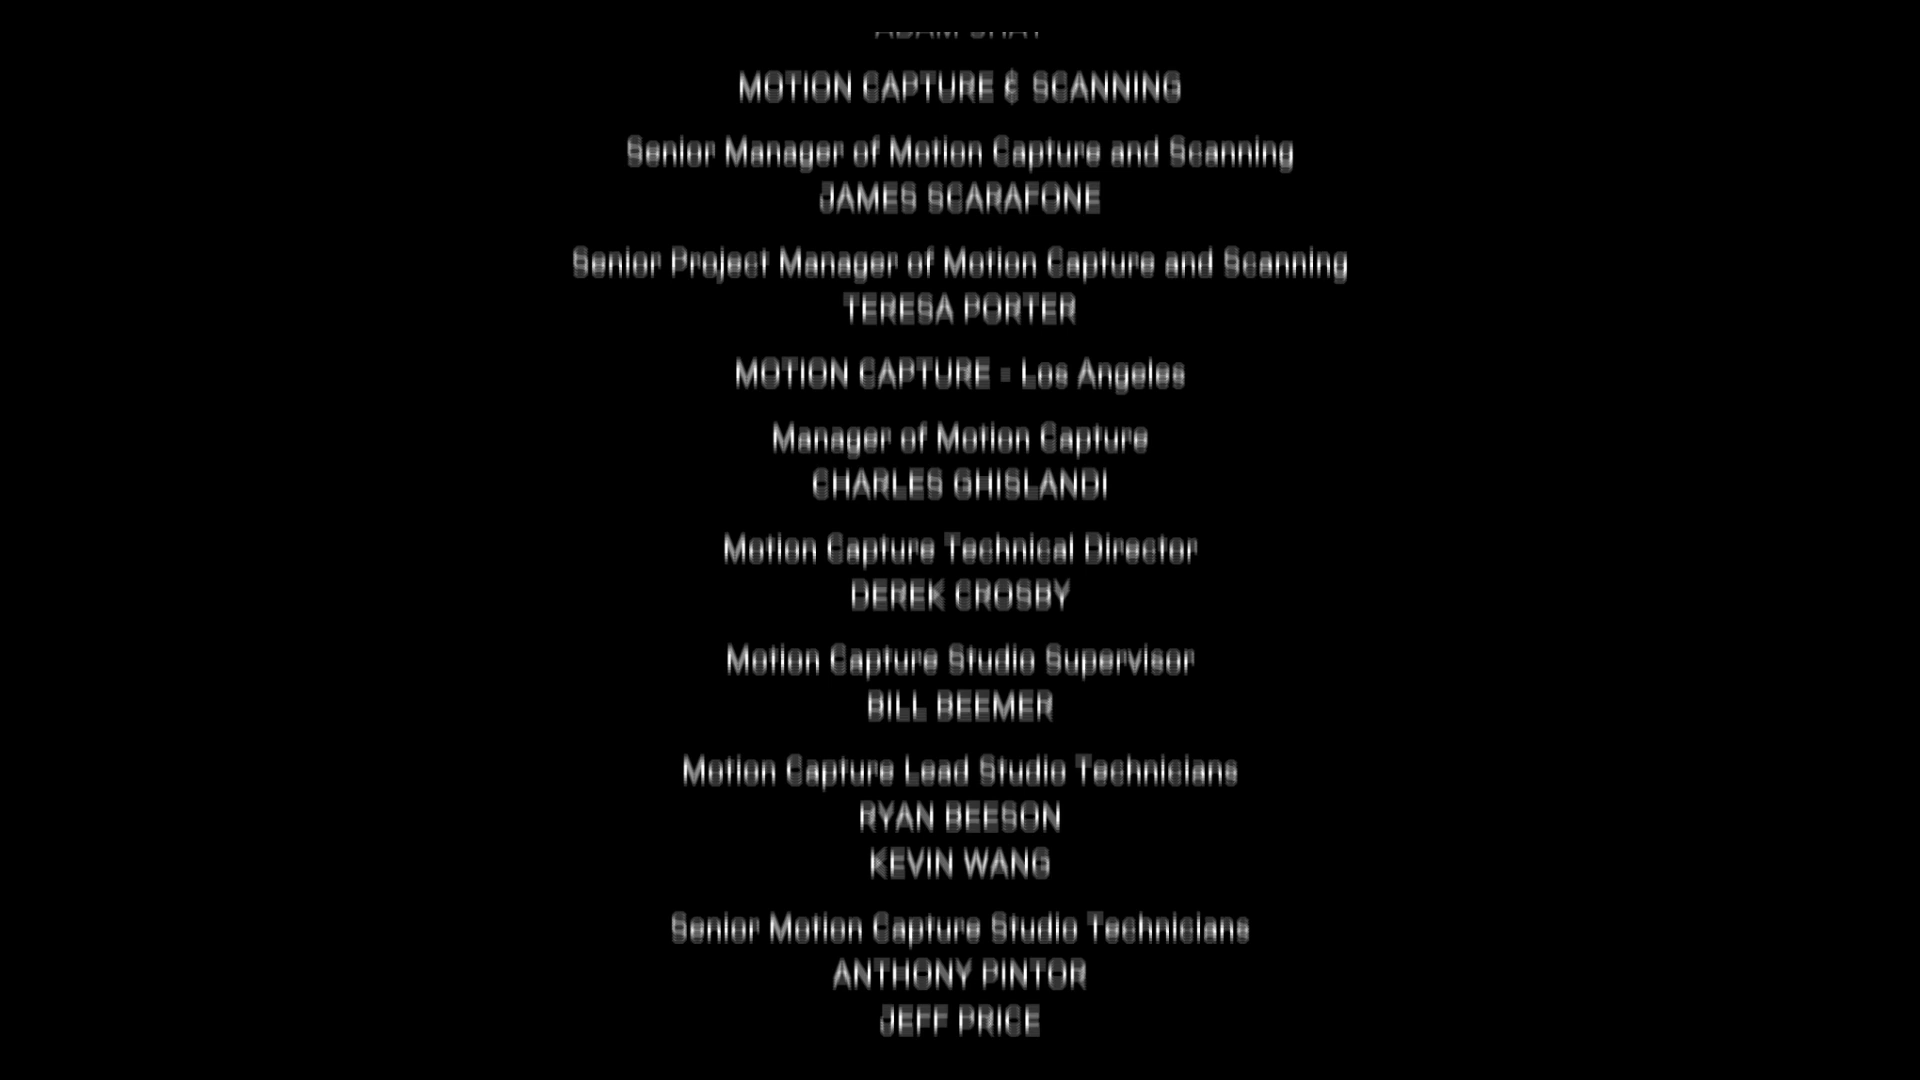 MOTION CAPTURE & SCANNING
Senior Manager of Motion Capture and Scanning
JAMES SCARAFONE
Senior Project Manager of Motion Capture and Scanning
TERESA PORTER
MOTION CAPTURE - Los Angeles
Manager of Motion Capture
CHARLES GHISLANDI
Motion Capture Technical Director
DEREK CROSBY
Motion Capture Studio Supervisor
BILL BEEMER
Motion Capture Lead Studio Technicians
RYAN BEESON
KEVIN WANG
Senior Motion Capture Studio Technicians
ANTHONY PINTOR
JEFF PRICE